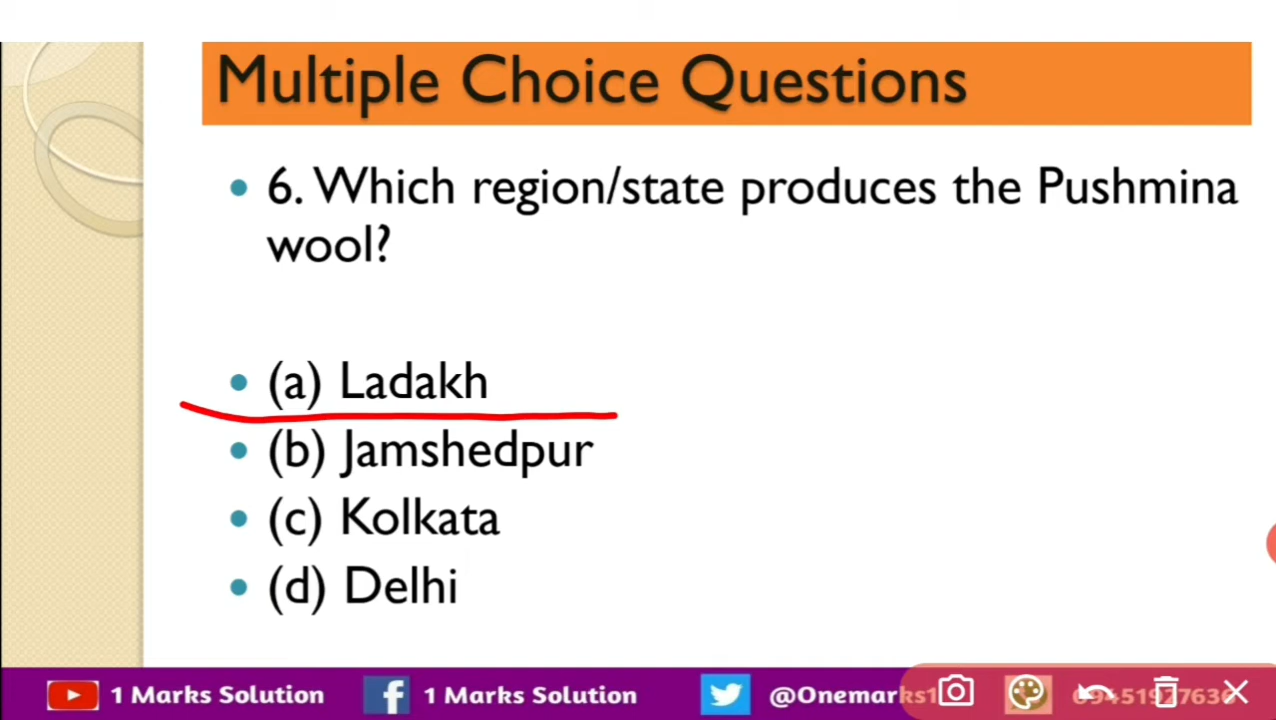 Multiple Choice Questions
• 6. Which region/state produces the Pushmina
wool?
• (a) Ladakh
• (b) Jamshedpur
• (c) Kolkata
• (d) Delhi
1 Marks Solution 1 Marks Solution @Onemarks1